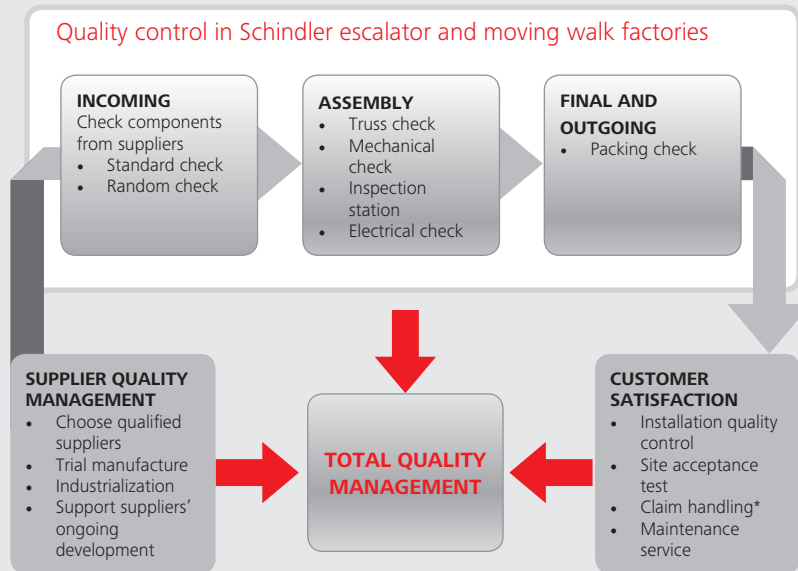 Quality control in Schindler escalator and moving walk factories
INCOMING
Check components
from suppliers
• Standard check
• Random check
ASSEMBLY
• Truss check
• Mechanical
check
• Inspection
station
• Electrical check
FINAL AND
OUTGOING
• Packing check
SUPPLIER QUALITY
MANAGEMENT
• Choose qualified
suppliers
• Trial manufacture
• Industrialization
• Support suppliers’
ongoing
development
TOTAL QUALITY
MANAGEMENT
CUSTOMER
SATISFACTION
• Installation quality
control
• Site acceptance
test
• Claim handling*
• Maintenance
service